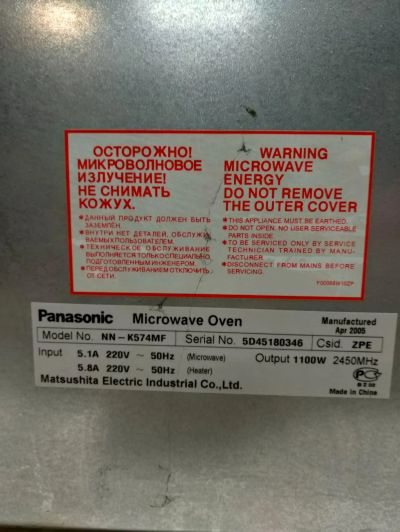 ОСТОРОЖНО!
МИКРОВОЛНОВОЕ
ИЗЛУЧЕНИЕ!
НЕ СНИМАТЬ
КОЖУХ.
*ДАННЫЙ ПРОДУКТ ДОЛЖЕН БЫТЬ
ЗАЗЕМЛЁН.
*ВНУТРИ НЕТ ДЕТАЛЕЙ, ОБСЛУЖИ-
ВАЕМЫХ ПОЛЬЗОВАТЕЛЕМ.
*ТЕХНИЧЕСКОЕ ОБСЛУЖИВАНИЕ
ВЫПОЛНЯЕТСЯ ТОЛЬКО СПЕЦИАЛЬНО
ПОДГОТОВЛЕННЫМ ИНЖЕНЕРОМ.
*ПЕРЕД ОБСЛУЖИВАНИЕМ ОТКЛЮЧИТЬ
ОТ СЕТИ.
WARNING
MICROWAVE
ENERGY
DO NOT REMOVE
THE OUTER COVER
*THIS APPLIANCE MUST BE EARTHED.
*DO NOT OPEN, NO USER SERVICEABLE
PARTS INSIDE.
*TO BE SERVICED ONLY BY SERVICE
TECHNICIAN TRAINED BY MANU-
FACTURER.
*DISCONNECT FROM MAINS BEFORE
SERVICING.
Panasonic Microwave Oven Manufactured
Apr 2005
Model No. NN-K574MF Serial No. 5D45180346 Csid. ZPE
Input 5.1A 220V ~ 50Hz (Microwave) Output 1100W 2450MHz
5.8A 220V ~ 50Hz (Heater)
Matsushita Electric Industrial Co.,Ltd.
Made in China